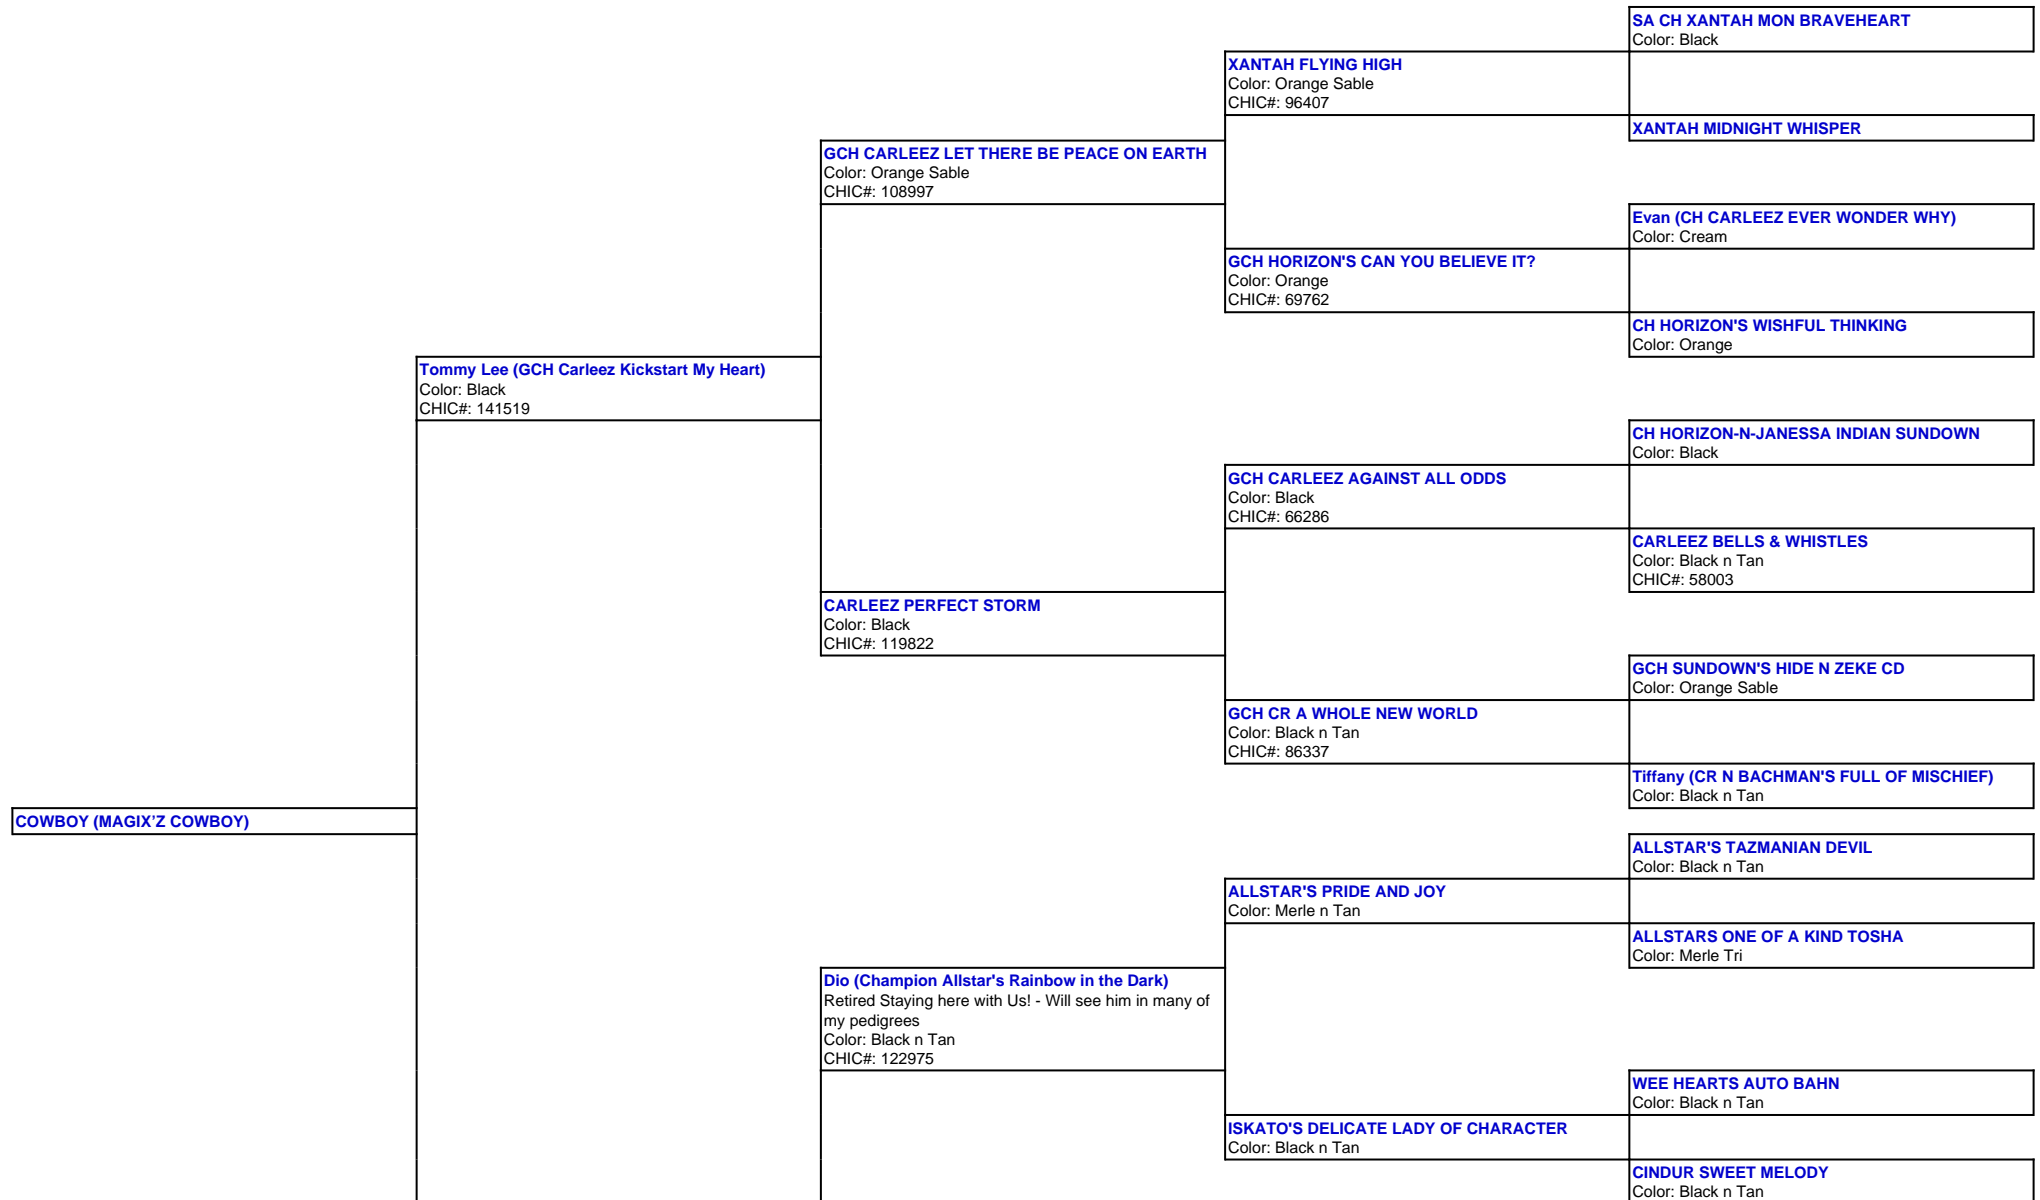 SA CH XANTAH MON BRAVEHEART
Color: Black
XANTAH FLYING HIGH
Color: Orange Sable
CHIC#: 96407
XANTAH MIDNIGHT WHISPER
GCH CARLEEZ LET THERE BE PEACE ON EARTH
Color: Orange Sable
CHIC#: 108997
Evan (CH CARLEEZ EVER WONDER WHY)
Color: Cream
GCH HORIZON'S CAN YOU BELIEVE IT?
Color: Orange
CHIC#: 69762
CH HORIZON'S WISHFUL THINKING
Color: Orange
Tommy Lee (GCH Carleez Kickstart My Heart)
Color: Black
CHIC#: 141519
CH HORIZON-N-JANESSA INDIAN SUNDOWN
Color: Black
GCH CARLEEZ AGAINST ALL ODDS
Color: Black
CHIC#: 66286
CARLEEZ BELLS & WHISTLES
Color: Black n Tan
CHIC#: 58003
CARLEEZ PERFECT STORM
Color: Black
CHIC#: 119822
GCH SUNDOWN'S HIDE N ZEKE CD
Color: Orange Sable
GCH CR A WHOLE NEW WORLD
Color: Black n Tan
CHIC#: 86337
Tiffany (CR N BACHMAN'S FULL OF MISCHIEF)
Color: Black n Tan
COWBOY (MAGIX’Z COWBOY)
ALLSTAR'S TAZMANIAN DEVIL
Color: Black n Tan
ALLSTAR'S PRIDE AND JOY
Color: Merle n Tan
ALLSTARS ONE OF A KIND TOSHA
Color: Merle Tri
Dio (Champion Allstar's Rainbow in the Dark)
Retired Staying here with Us! - Will see him in many of
my pedigrees
Color: Black n Tan
CHIC#: 122975
WEE HEARTS AUTO BAHN
Color: Black n Tan
ISKATO'S DELICATE LADY OF CHARACTER
Color: Black n Tan
CINDUR SWEET MELODY
Color: Black n Tan